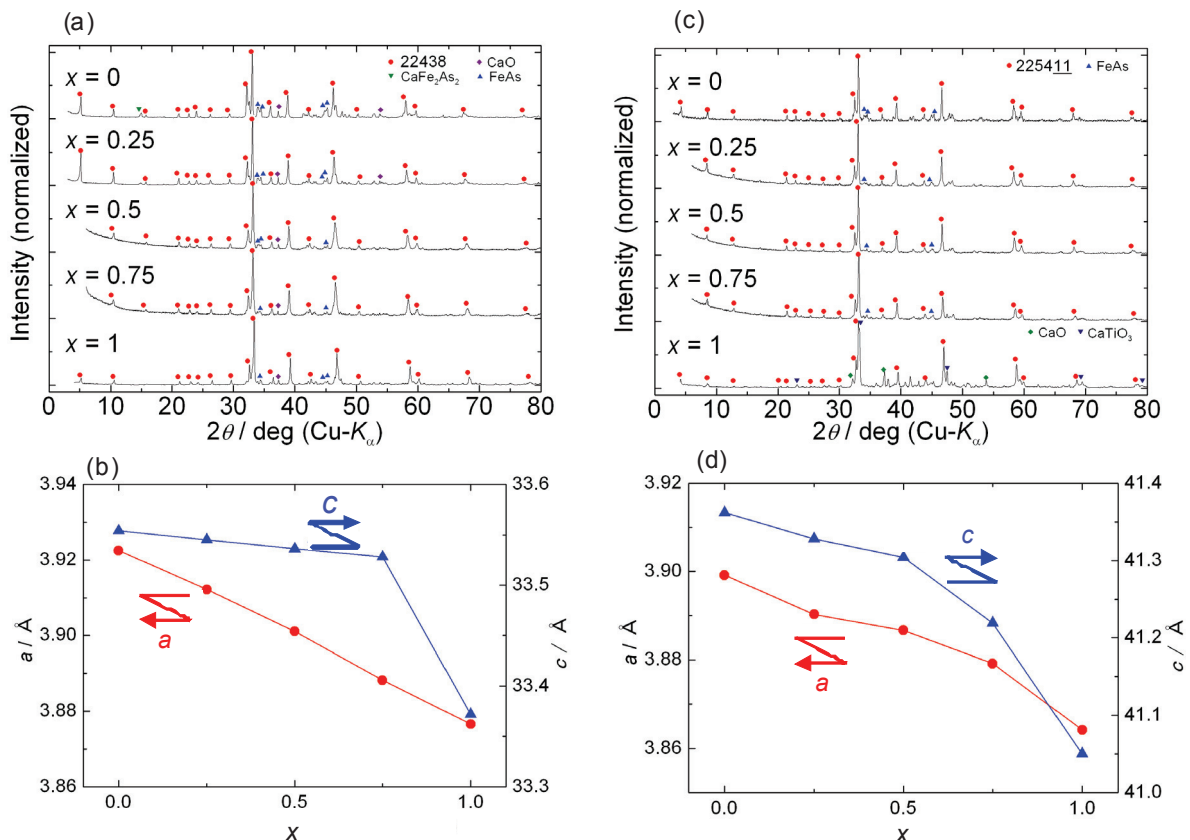 (a)
22438 CaO
CaFe₂As₂ FeAs
x = 0
x = 0.25
x = 0.5
x = 0.75
x = 1
Intensity (normalized)
0 10 20 30 40 50 60 70 80
2θ / deg (Cu-Kα)
(c)
225411 FeAs
x = 0
x = 0.25
x = 0.5
x = 0.75
CaO CaTiO₃
x = 1
Intensity (normalized)
0 10 20 30 40 50 60 70 80
2θ / deg (Cu-Kα)
(b)
3.94
3.92
3.90
3.88
3.86
a / Å
c
a
33.6
33.5
33.4
33.3
c / Å
0.0 0.5 1.0
x
(d)
3.92
3.90
3.88
3.86
a / Å
c
a
41.4
41.3
41.2
41.1
41.0
c / Å
0.0 0.5 1.0
x